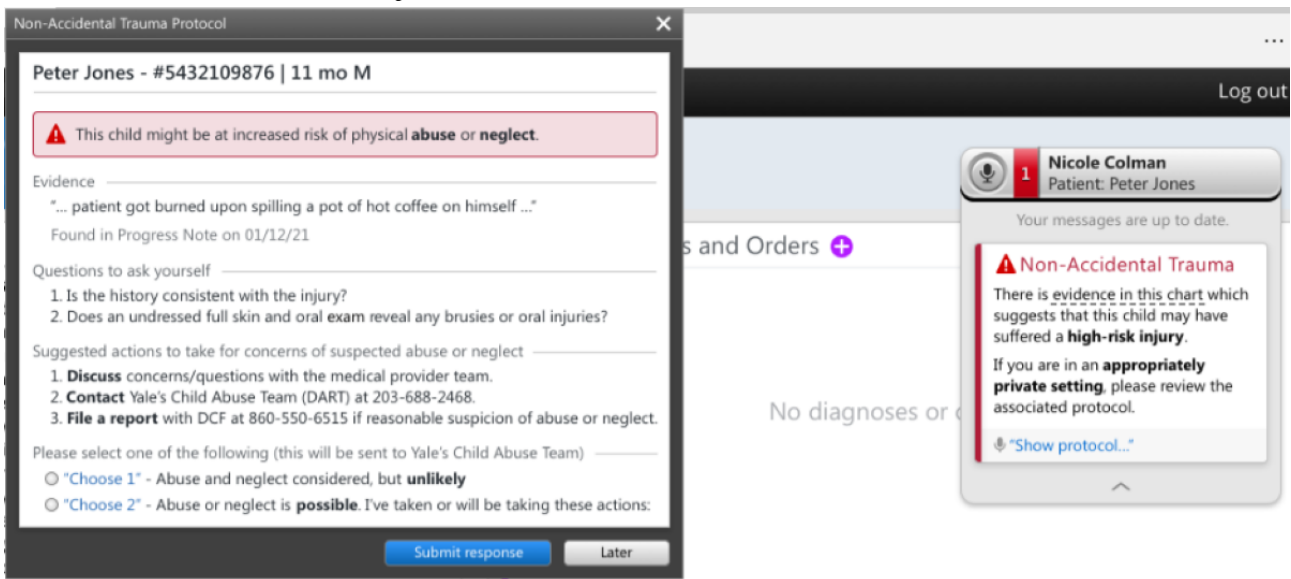 Non-Accidental Trauma Protocol
Peter Jones - #5432109876 | 11 mo M
This child might be at increased risk of physical abuse or neglect.
Evidence
"... patient got burned upon spilling a pot of hot coffee on himself ..."
Found in Progress Note on 01/12/21
Questions to ask yourself
1. Is the history consistent with the injury?
2. Does an undressed full skin and oral exam reveal any brusies or oral injuries?
Suggested actions to take for concerns of suspected abuse or neglect
1. Discuss concerns/questions with the medical provider team.
2. Contact Yale's Child Abuse Team (DART) at 203-688-2468.
3. File a report with DCF at 860-550-6515 if reasonable suspicion of abuse or neglect.
Please select one of the following (this will be sent to Yale's Child Abuse Team)
"Choose 1" - Abuse and neglect considered, but unlikely
"Choose 2" - Abuse or neglect is possible. I've taken or will be taking these actions:
Submit response
Later
...
Log out
s and Orders
No diagnoses or
1
Nicole Colman
Patient: Peter Jones
Your messages are up to date.
Non-Accidental Trauma
There is evidence in this chart which
suggests that this child may have
suffered a high-risk injury.
If you are in an appropriately
private setting, please review the
associated protocol.
"Show protocol..."